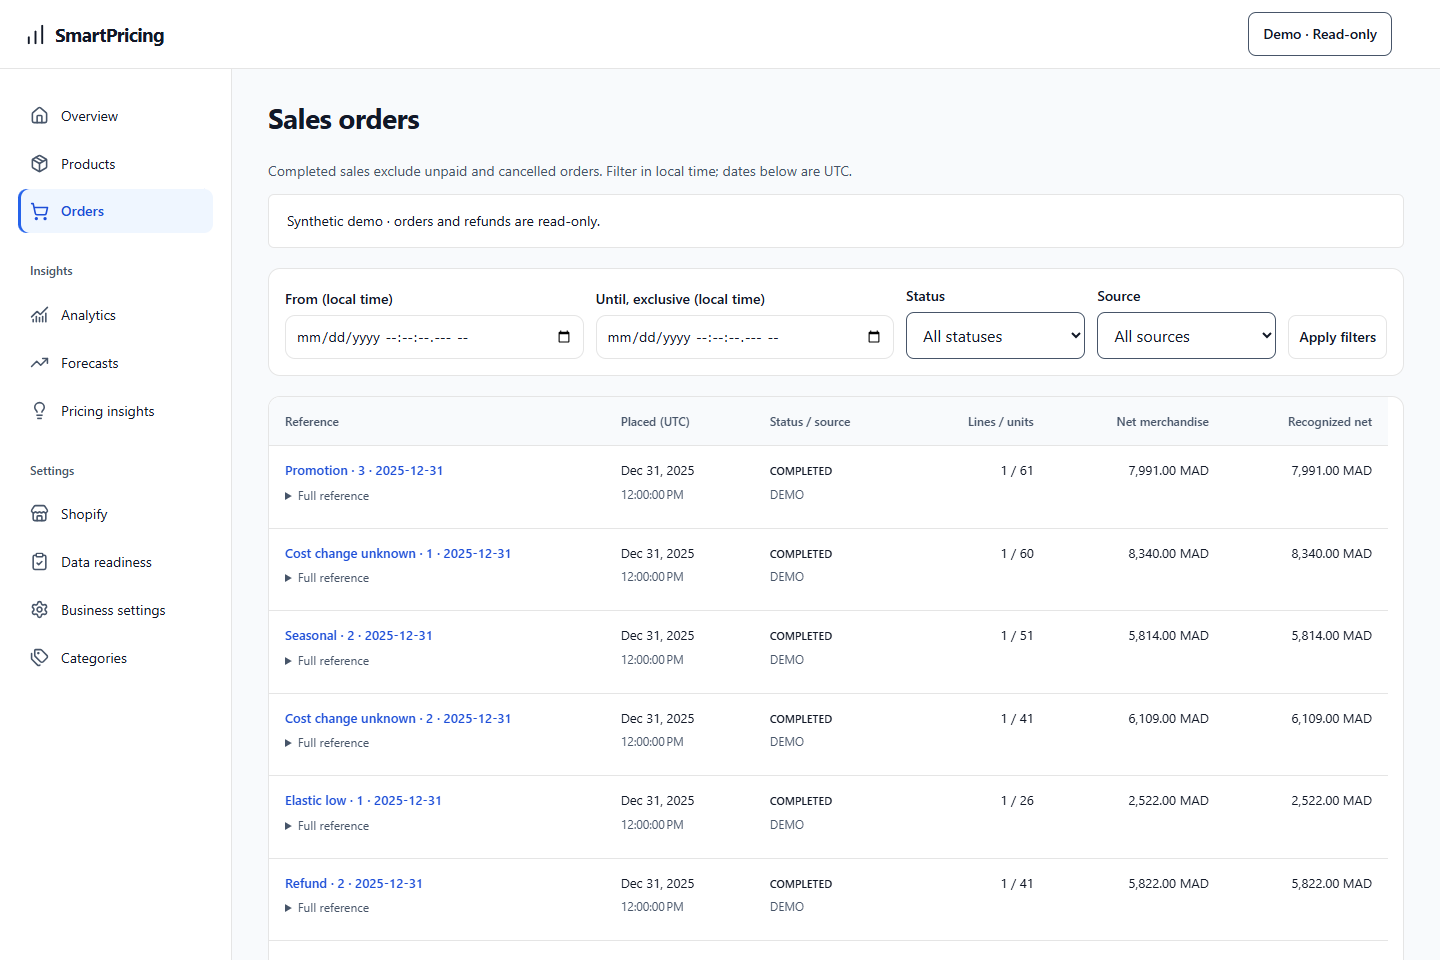 SmartPricing
Demo · Read-only
Overview
Products
Orders
Insights
Analytics
Forecasts
Pricing insights
Settings
Shopify
Data readiness
Business settings
Categories
Sales orders
Completed sales exclude unpaid and cancelled orders. Filter in local time; dates below are UTC.
Synthetic demo · orders and refunds are read-only.
From (local time)
mm/dd/yyyy --:--:--.--- --
Until, exclusive (local time)
mm/dd/yyyy --:--:--.--- --
Status
All statuses
Source
All sources
Apply filters
Reference Placed (UTC) Status / source Lines / units Net merchandise Recognized net
Promotion · 3 · 2025-12-31 Dec 31, 2025 COMPLETED 1 / 61 7,991.00 MAD 7,991.00 MAD
Full reference 12:00:00 PM DEMO
Cost change unknown · 1 · 2025-12-31 Dec 31, 2025 COMPLETED 1 / 60 8,340.00 MAD 8,340.00 MAD
Full reference 12:00:00 PM DEMO
Seasonal · 2 · 2025-12-31 Dec 31, 2025 COMPLETED 1 / 51 5,814.00 MAD 5,814.00 MAD
Full reference 12:00:00 PM DEMO
Cost change unknown · 2 · 2025-12-31 Dec 31, 2025 COMPLETED 1 / 41 6,109.00 MAD 6,109.00 MAD
Full reference 12:00:00 PM DEMO
Elastic low · 1 · 2025-12-31 Dec 31, 2025 COMPLETED 1 / 26 2,522.00 MAD 2,522.00 MAD
Full reference 12:00:00 PM DEMO
Refund · 2 · 2025-12-31 Dec 31, 2025 COMPLETED 1 / 41 5,822.00 MAD 5,822.00 MAD
Full reference 12:00:00 PM DEMO